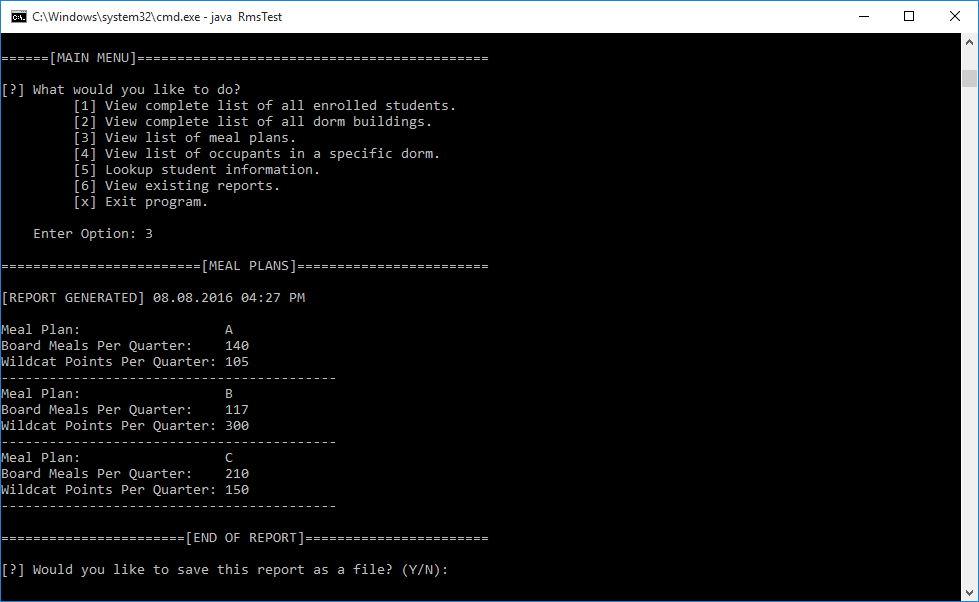 C:\Windows\system32\cmd.exe - java  RmsTest
======[MAIN MENU]============================================
[?] What would you like to do?
[1] View complete list of all enrolled students.
[2] View complete list of all dorm buildings.
[3] View list of meal plans.
[4] View list of occupants in a specific dorm.
[5] Lookup student information.
[6] View existing reports.
[x] Exit program.
Enter Option: 3
=========================[MEAL PLANS]========================
[REPORT GENERATED] 08.08.2016 04:27 PM
Meal Plan:                  A
Board Meals Per Quarter:    140
Wildcat Points Per Quarter: 105
------------------------------------------
Meal Plan:                  B
Board Meals Per Quarter:    117
Wildcat Points Per Quarter: 300
------------------------------------------
Meal Plan:                  C
Board Meals Per Quarter:    210
Wildcat Points Per Quarter: 150
------------------------------------------
=======================[END OF REPORT]=======================
[?] Would you like to save this report as a file? (Y/N):